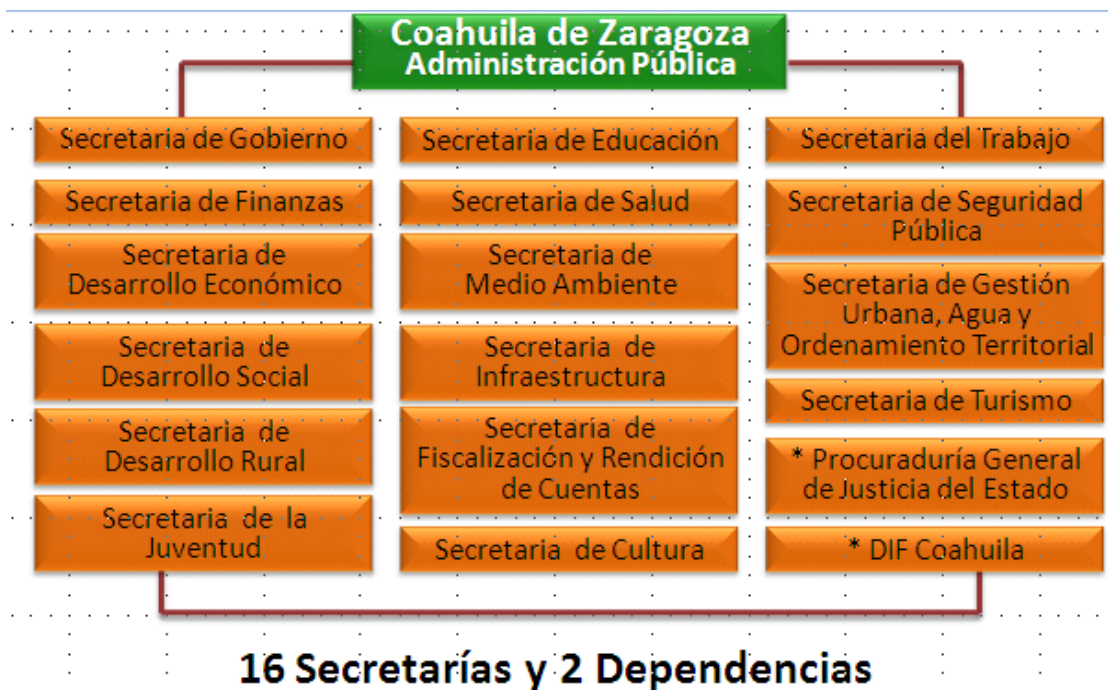 Coahuila de Zaragoza
Administración Pública
Secretaria de Gobierno
Secretaria de Finanzas
Secretaria de
Desarrollo Económico
Secretaria de
Desarrollo Social
Secretaria de
Desarrollo Rural
Secretaria de la
Juventud
Secretaria de Educación
Secretaria de Salud
Secretaria de
Medio Ambiente
Secretaria de
Infraestructura
Secretaria de
Fiscalización y Rendición
de Cuentas
Secretaria de Cultura
Secretaria del Trabajo
Secretaria de Seguridad
Pública
Secretaria de Gestión
Urbana, Agua y
Ordenamiento Territorial
Secretaria de Turismo
* Procuraduría General
de Justicia del Estado
* DIF Coahuila
16 Secretarías y 2 Dependencias